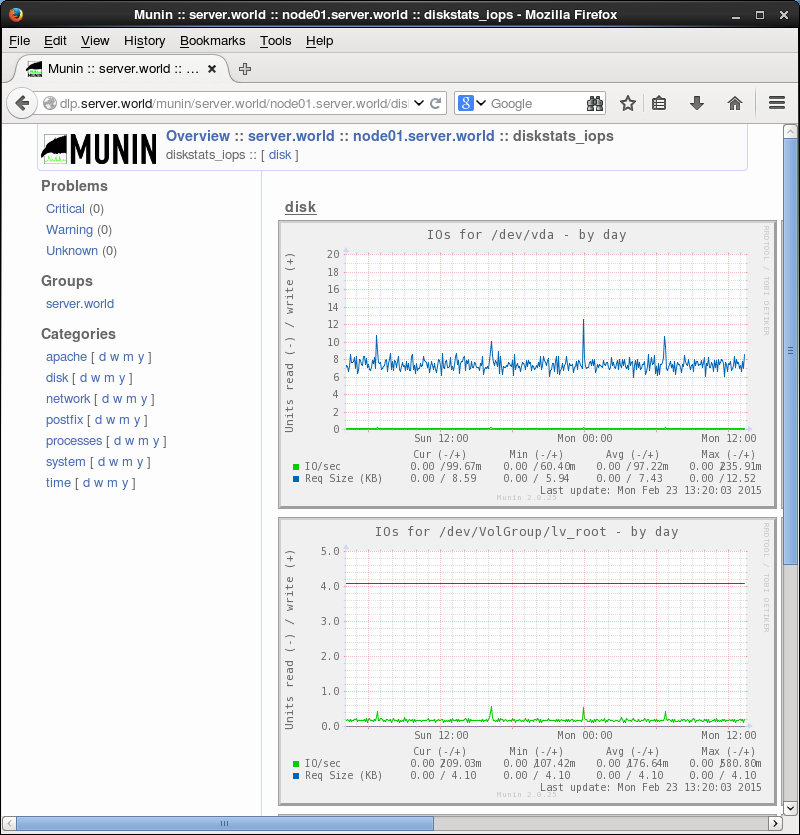 Munin :: server.world :: node01.server.world :: diskstats_iops - Mozilla Firefox
File Edit View History Bookmarks Tools Help
Munin :: server.world :: ...
dlp.server.world/munin/server.world/node01.server.world/dis
Google
MUNIN
Overview :: server.world :: node01.server.world :: diskstats_iops
diskstats_iops :: [ disk ]
Problems
Critical (0)
Warning (0)
Unknown (0)
Groups
server.world
Categories
apache [ d w m y ]
disk [ d w m y ]
network [ d w m y ]
postfix [ d w m y ]
processes [ d w m y ]
system [ d w m y ]
time [ d w m y ]
disk
IOs for /dev/vda - by day
RRDTOOL / TOBI OETIKER
Units read (-) / write (+)
20
18
16
14
12
10
8
6
4
2
0
Sun 12:00 Mon 00:00 Mon 12:00
Cur (-/+) Min (-/+) Avg (-/+) Max (-/+)
IO/sec 0.00 /99.67m 0.00 /60.40m 0.00 /97.22m 0.00 /235.91m
Req Size (KB) 0.00 / 8.59 0.00 / 5.94 0.00 / 7.43 0.00 /12.52
Last update: Mon Feb 23 13:20:03 2015
Munin 2.0.25
IOs for /dev/VolGroup/lv_root - by day
RRDTOOL / TOBI OETIKER
Units read (-) / write (+)
5.0
4.0
3.0
2.0
1.0
0.0
Sun 12:00 Mon 00:00 Mon 12:00
Cur (-/+) Min (-/+) Avg (-/+) Max (-/+)
IO/sec 0.00 /209.03m 0.00 /107.42m 0.00 /176.64m 0.00 /580.80m
Req Size (KB) 0.00 / 4.10 0.00 / 4.10 0.00 / 4.10 0.00 / 4.10
Last update: Mon Feb 23 13:20:03 2015
Munin 2.0.25